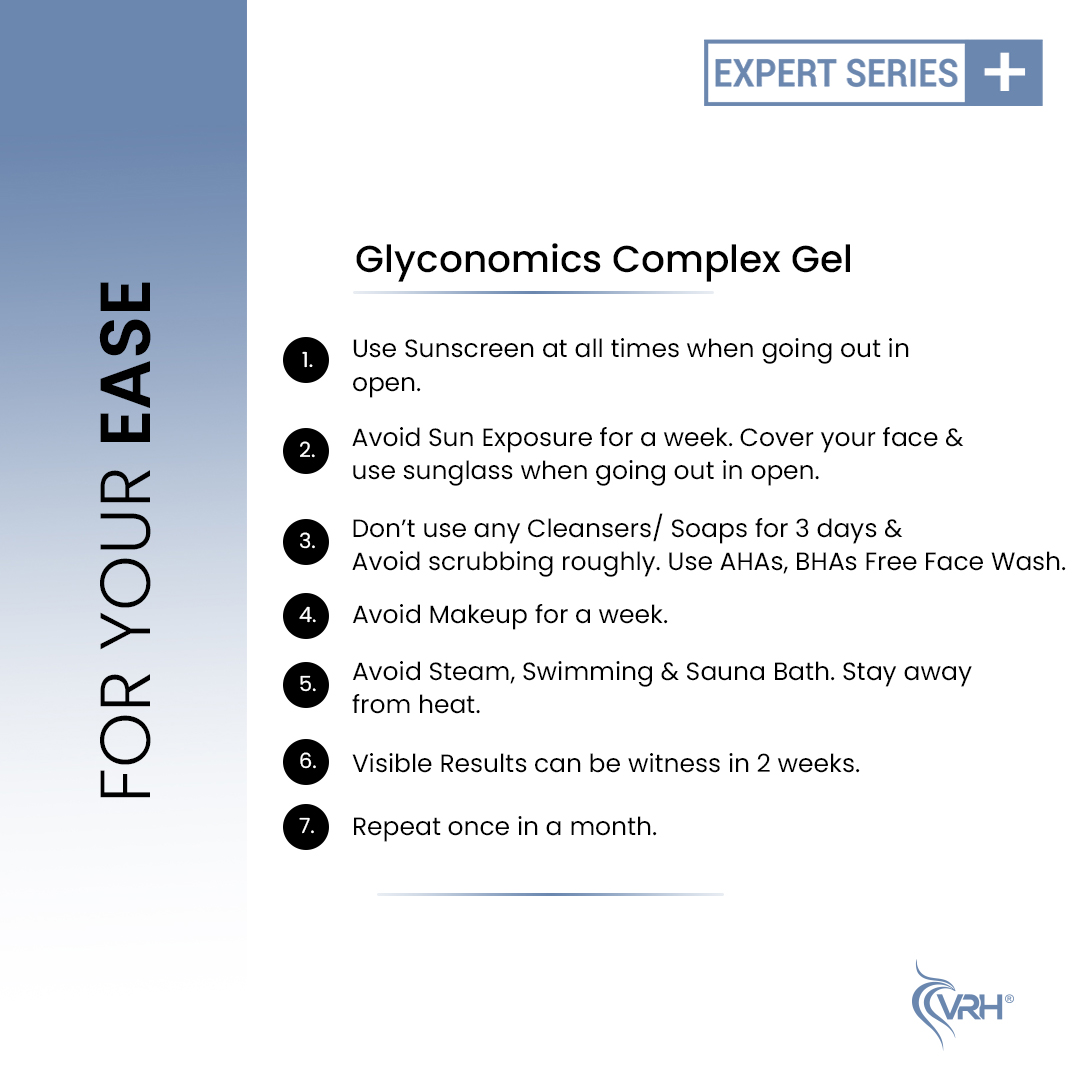 EXPERT SERIES +
FOR YOUR EASE
Glyconomics Complex Gel
1. Use Sunscreen at all times when going out in
open.
2. Avoid Sun Exposure for a week. Cover your face &
use sunglass when going out in open.
3. Don’t use any Cleansers/ Soaps for 3 days &
Avoid scrubbing roughly. Use AHAs, BHAs Free Face Wash.
4. Avoid Makeup for a week.
5. Avoid Steam, Swimming & Sauna Bath. Stay away
from heat.
6. Visible Results can be witness in 2 weeks.
7. Repeat once in a month.
VRH®